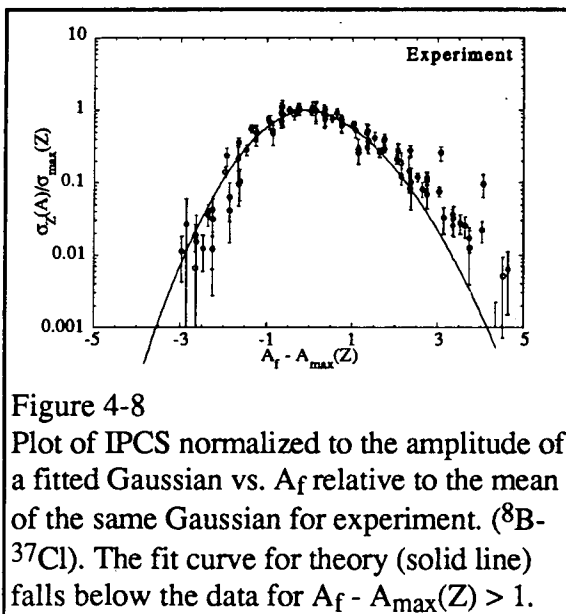 10
Experiment
1
0.1
0.01
0.001
σZ(A)/σmax(Z)
-5 -3 -1 1 3 5
Af - Amax(Z)
Figure 4-8
Plot of IPCS normalized to the amplitude of
a fitted Gaussian vs. Af relative to the mean
of the same Gaussian for experiment. (⁸B-
³⁷Cl). The fit curve for theory (solid line)
falls below the data for Af - Amax(Z) > 1.